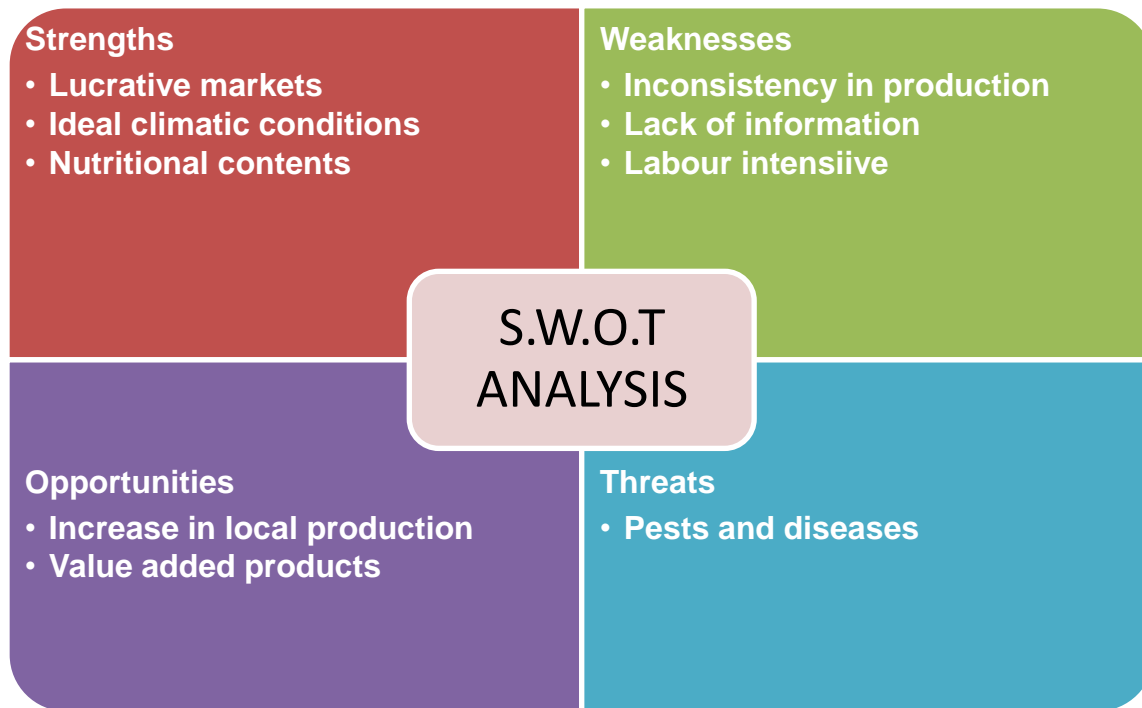 Strengths
• Lucrative markets
• Ideal climatic conditions
• Nutritional contents
Weaknesses
• Inconsistency in production
• Lack of information
• Labour intensiive
S.W.O.T
ANALYSIS
Opportunities
• Increase in local production
• Value added products
Threats
• Pests and diseases